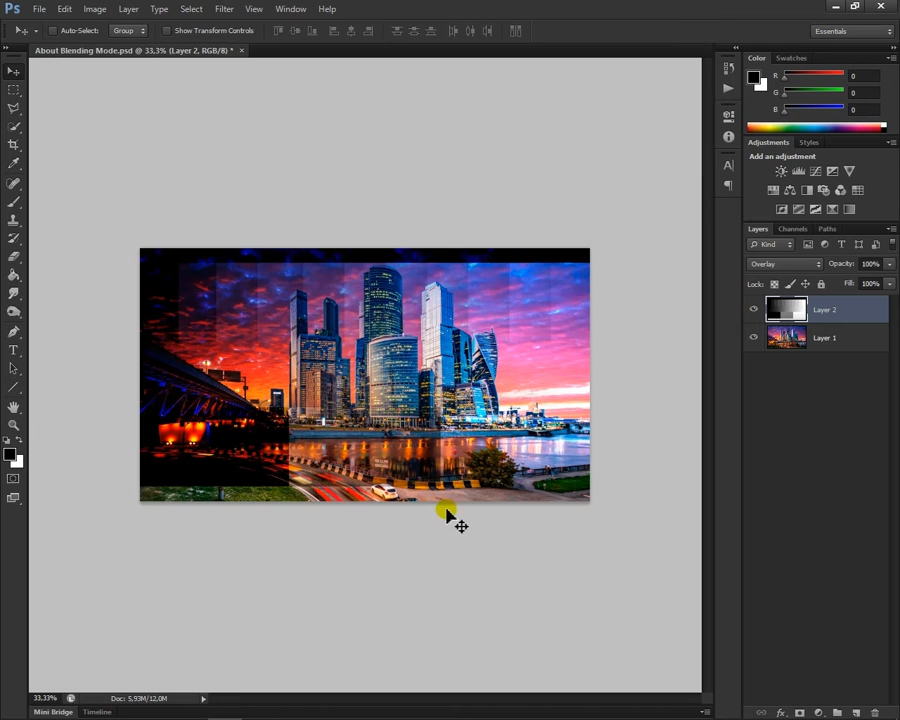 Ps File Edit Image Layer Type Select Filter View Window Help
Auto-Select: Group Show Transform Controls Essentials
About Blending Mode.psd @ 33,3% (Layer 2, RGB/8) * ×
Color Swatches
R 0
G 0
B 0
Adjustments Styles
Add an adjustment
Layers Channels Paths
Kind T
Overlay Opacity: 100%
Lock: Fill: 100%
Layer 2
Layer 1
33,33% Doc: 5,93M/12,0M
Mini Bridge Timeline